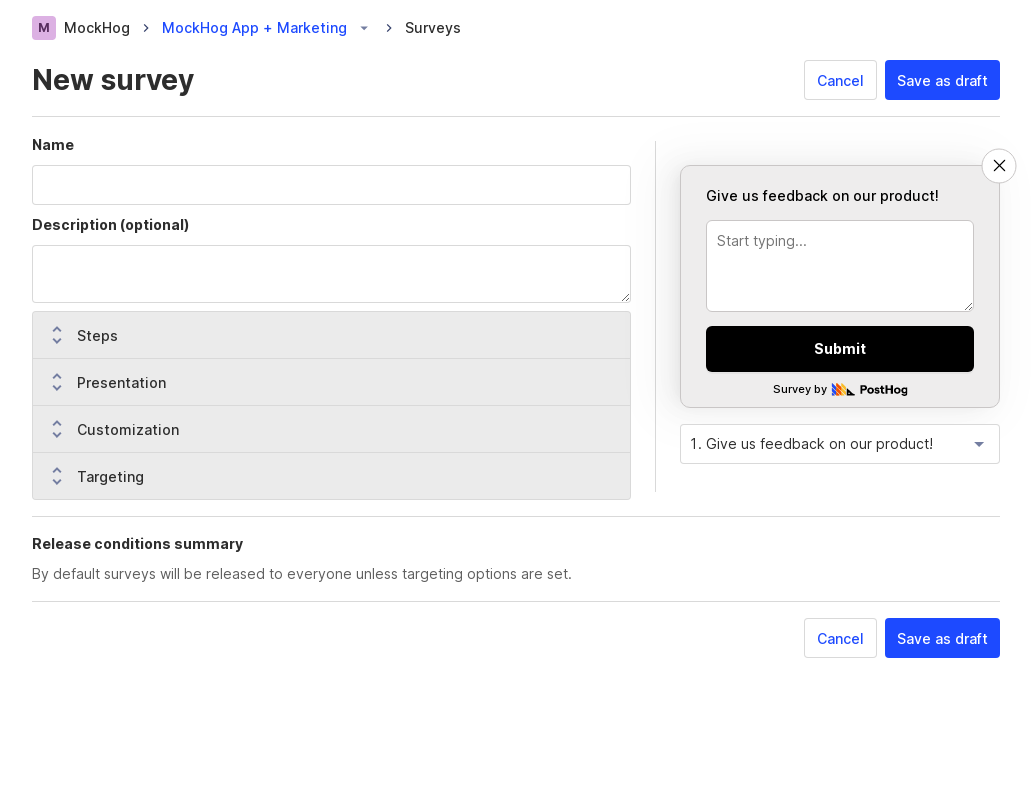 M MockHog MockHog App + Marketing Surveys
New survey
Cancel Save as draft
Name
Description (optional)
Steps
Presentation
Customization
Targeting
Give us feedback on our product!
Start typing...
Submit
Survey by PostHog
1. Give us feedback on our product!
Release conditions summary
By default surveys will be released to everyone unless targeting options are set.
Cancel Save as draft